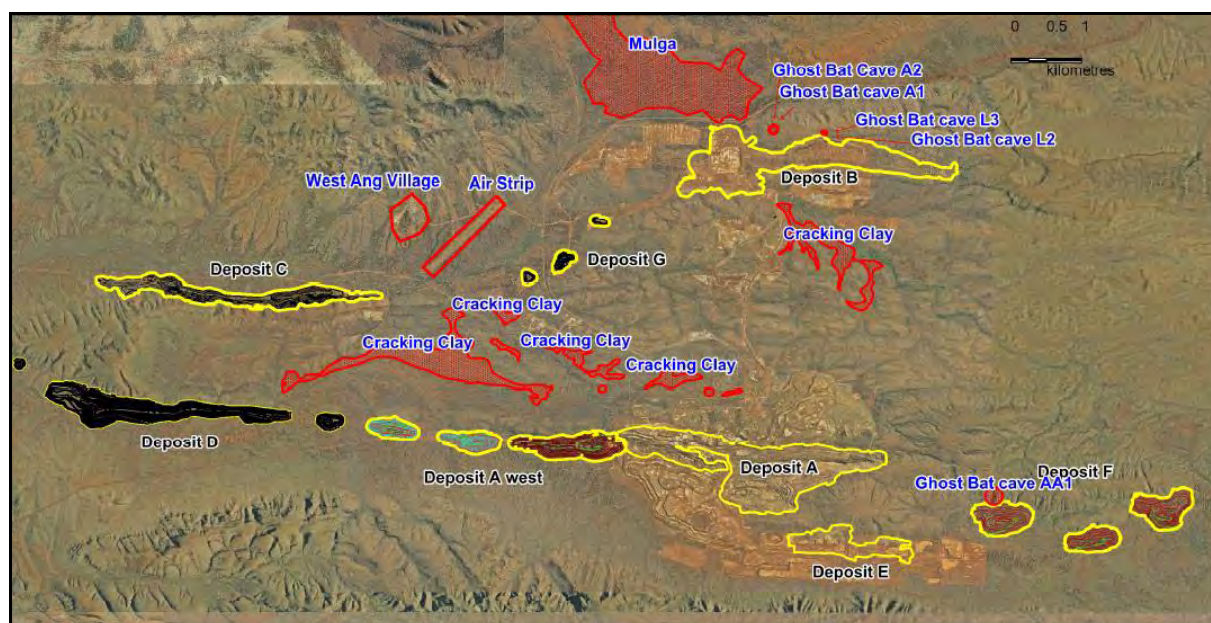 0 0.5 1
kilometres
Mulga
Ghost Bat Cave A2
Ghost Bat cave A1
Ghost Bat cave L3
Ghost Bat cave L2
Deposit B
West Ang Village
Air Strip
Cracking Clay
Deposit G
Deposit C
Cracking Clay
Cracking Clay
Cracking Clay
Cracking Clay
Deposit D
Deposit A west
Deposit A
Deposit F
Ghost Bat cave AA1
Deposit E